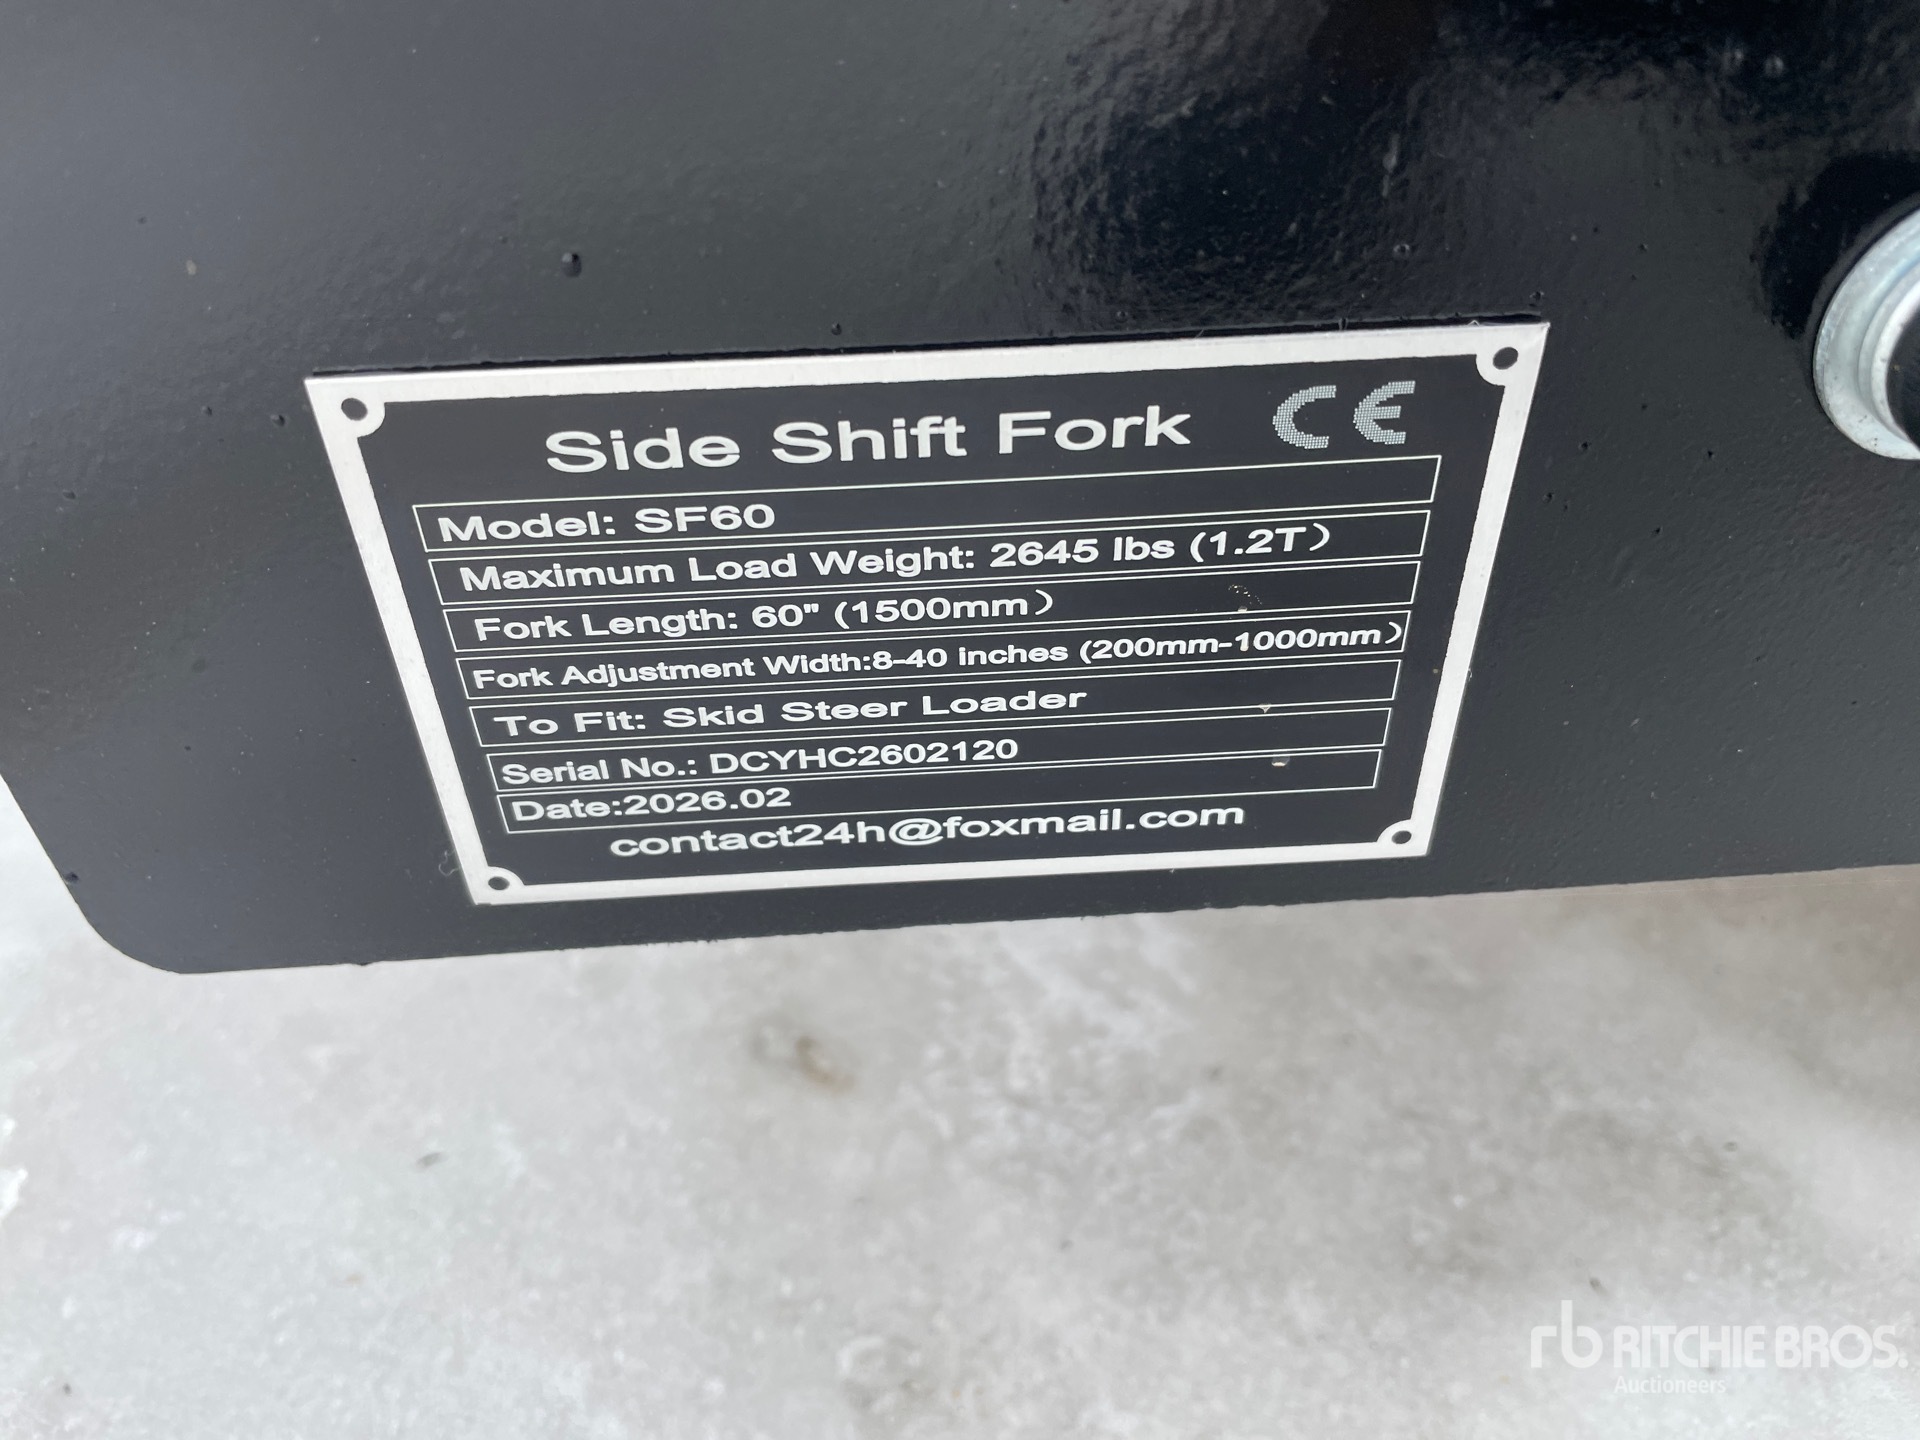 Side Shift Fork CE
Model: SF60
Maximum Load Weight: 2645 lbs (1.2T)
Fork Length: 60" (1500mm)
Fork Adjustment Width:8-40 inches (200mm-1000mm)
To Fit: Skid Steer Loader
Serial No.: DCYHC2602120
Date:2026.02
contact24h@foxmail.com
rb RITCHIE BROS.
Auctioneers